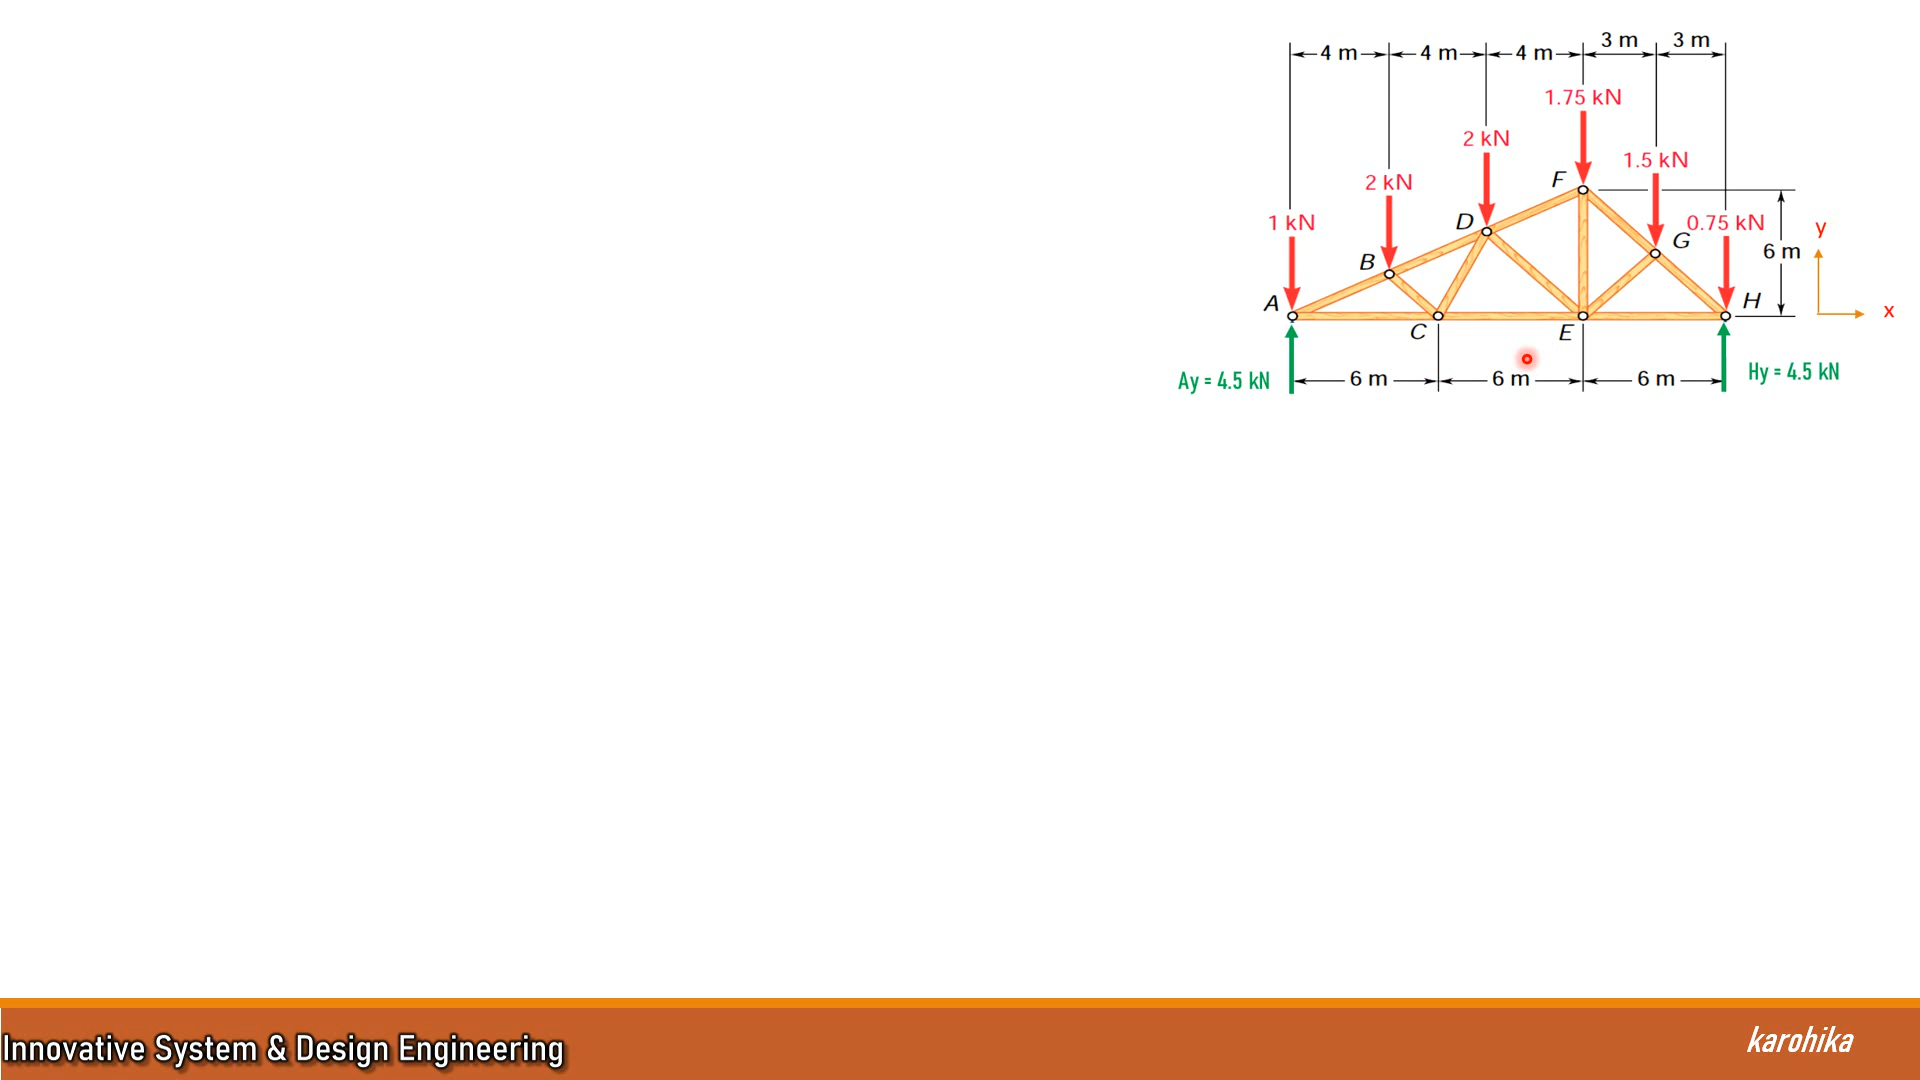 3 m 3 m
4 m 4 m 4 m
1.75 kN
2 kN
1.5 kN
F
2 kN
1 kN D 0.75 kN y
G
6 m
B
A H
x
C E
6 m 6 m 6 m
Ay = 4.5 kN Hy = 4.5 kN
Innovative System & Design Engineering karohika